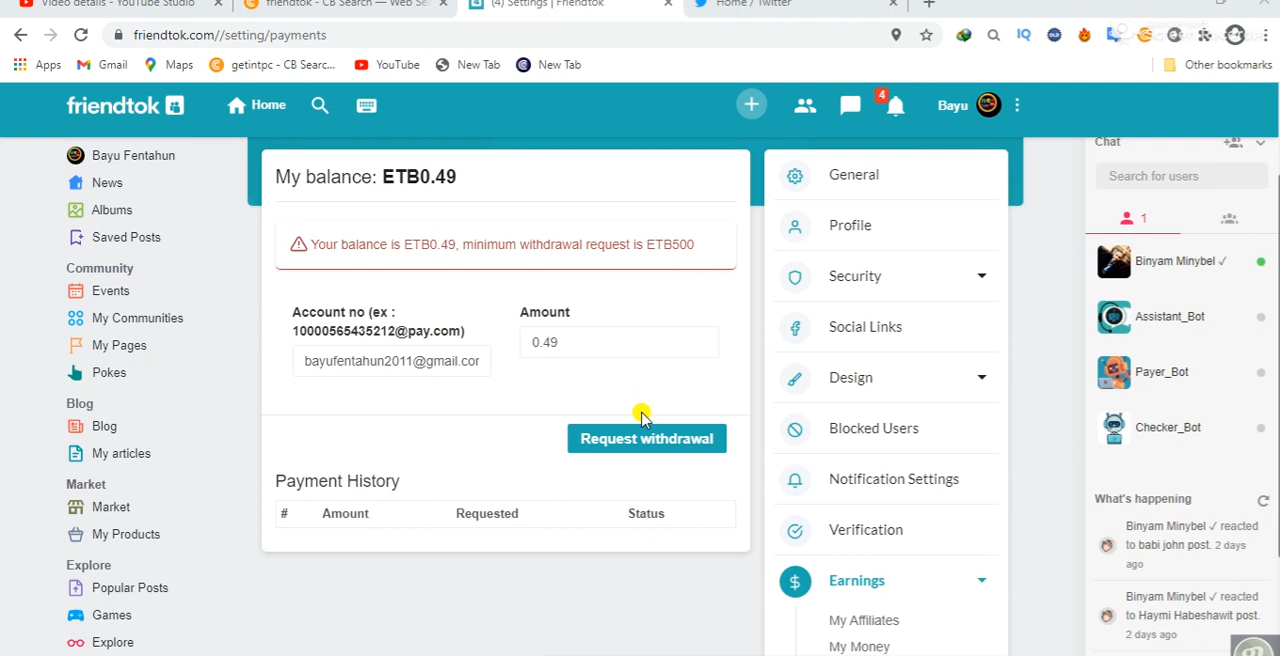 Video details - YouTube Studio
friendtok - CB Search — Web Se
(4) Settings | Friendtok
Home / Twitter
friendtok.com//setting/payments
Apps
Gmail
Maps
getintpc - CB Searc...
YouTube
New Tab
New Tab
Other bookmarks
friendtok
Home
4
Bayu
Bayu Fentahun
News
Albums
Saved Posts
Community
Events
My Communities
My Pages
Pokes
Blog
Blog
My articles
Market
Market
My Products
Explore
Popular Posts
Games
Explore
My balance: ETB0.49
Your balance is ETB0.49, minimum withdrawal request is ETB500
Account no (ex :
10000565435212@pay.com)
bayufentahun2011@gmail.cor
Amount
0.49
Request withdrawal
Payment History
# Amount Requested Status
General
Profile
Security
Social Links
Design
Blocked Users
Notification Settings
Verification
Earnings
My Affiliates
My Money
Chat
Search for users
1
Binyam Minybel ✓
Assistant_Bot
Payer_Bot
Checker_Bot
What's happening
Binyam Minybel ✓ reacted
to babi john post. 2 days
ago
Binyam Minybel ✓ reacted
to Haymi Habeshawit post.
2 days ago